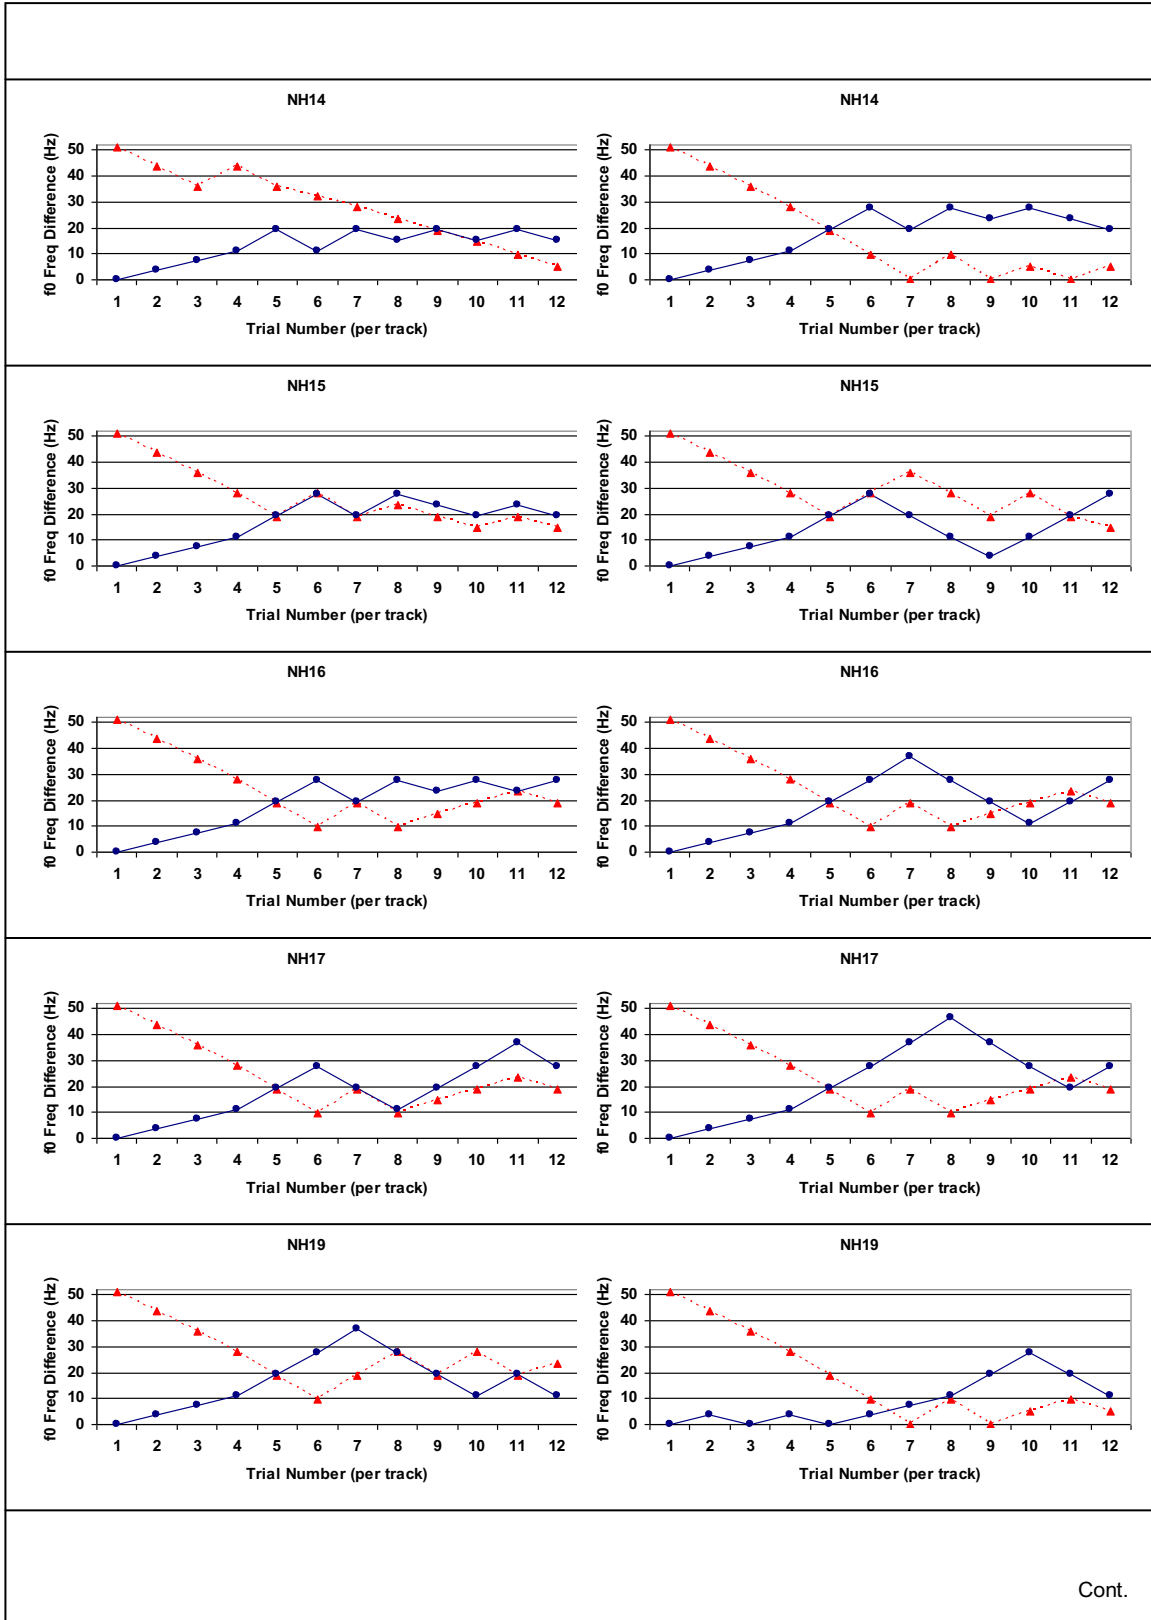 NH14 NH14
f0 Freq Difference (Hz) f0 Freq Difference (Hz)
50 50
40 40
30 30
20 20
10 10
0 0
1 2 3 4 5 6 7 8 9 10 11 12 1 2 3 4 5 6 7 8 9 10 11 12
Trial Number (per track) Trial Number (per track)
NH15 NH15
f0 Freq Difference (Hz) f0 Freq Difference (Hz)
50 50
40 40
30 30
20 20
10 10
0 0
1 2 3 4 5 6 7 8 9 10 11 12 1 2 3 4 5 6 7 8 9 10 11 12
Trial Number (per track) Trial Number (per track)
NH16 NH16
f0 Freq Difference (Hz) f0 Freq Difference (Hz)
50 50
40 40
30 30
20 20
10 10
0 0
1 2 3 4 5 6 7 8 9 10 11 12 1 2 3 4 5 6 7 8 9 10 11 12
Trial Number (per track) Trial Number (per track)
NH17 NH17
f0 Freq Difference (Hz) f0 Freq Difference (Hz)
50 50
40 40
30 30
20 20
10 10
0 0
1 2 3 4 5 6 7 8 9 10 11 12 1 2 3 4 5 6 7 8 9 10 11 12
Trial Number (per track) Trial Number (per track)
NH19 NH19
f0 Freq Difference (Hz) f0 Freq Difference (Hz)
50 50
40 40
30 30
20 20
10 10
0 0
1 2 3 4 5 6 7 8 9 10 11 12 1 2 3 4 5 6 7 8 9 10 11 12
Trial Number (per track) Trial Number (per track)
Cont.